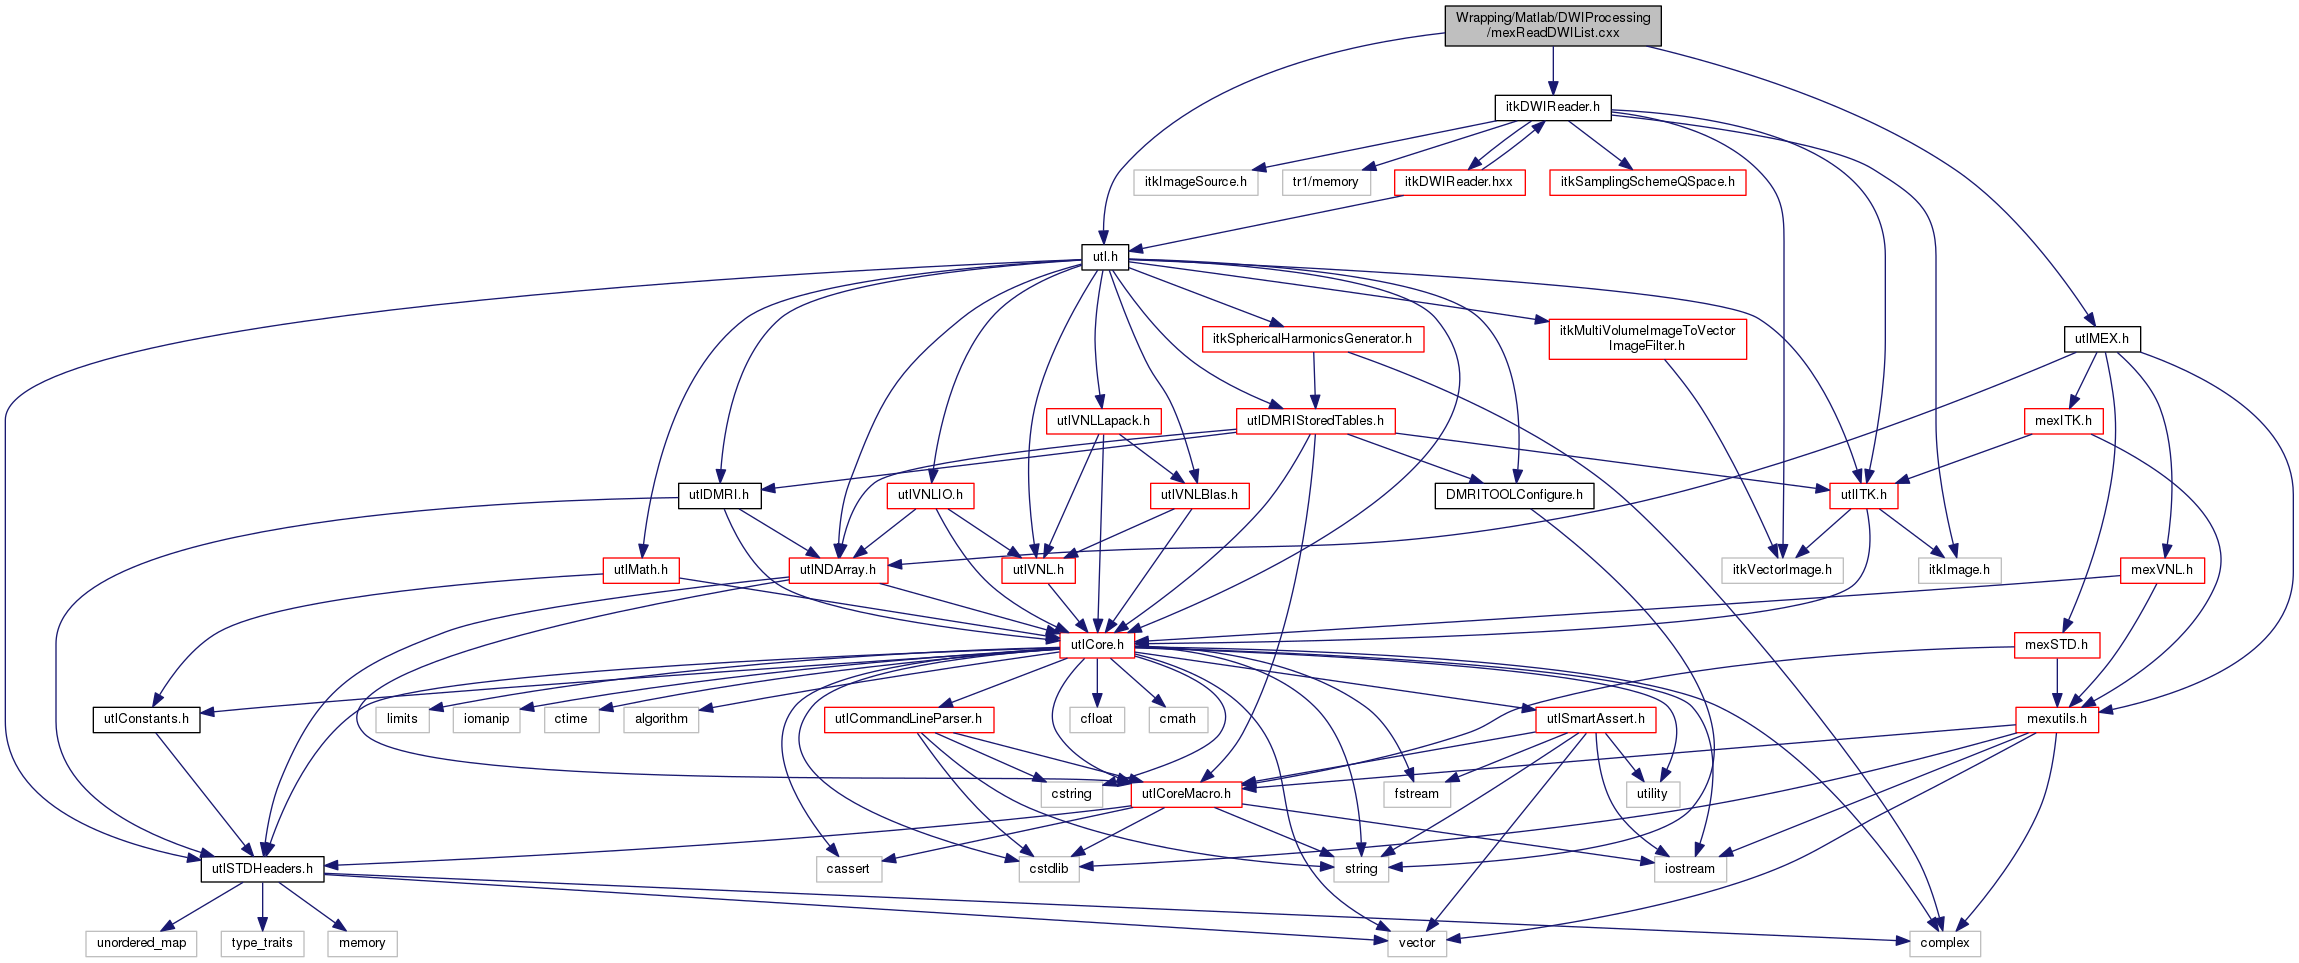 Wrapping/Matlab/DWIProcessing
/mexReadDWIList.cxx
itkDWIReader.h
itkImageSource.h
tr1/memory
itkDWIReader.hxx
itkSamplingSchemeQSpace.h
utl.h
itkSphericalHarmonicsGenerator.h
itkMultiVolumeImageToVector
ImageFilter.h
utlMEX.h
utlVNLLapack.h
utlDMRIStoredTables.h
mexITK.h
utlDMRI.h
utlVNLIO.h
utlVNLBlas.h
DMRITOOLConfigure.h
utlITK.h
utlMath.h
utlNDArray.h
utlVNL.h
itkVectorImage.h
itkImage.h
mexVNL.h
utlCore.h
mexSTD.h
utlConstants.h
limits
iomanip
ctime
algorithm
utlCommandLineParser.h
cfloat
cmath
utlSmartAssert.h
mexutils.h
cstring
utlCoreMacro.h
fstream
utility
utlSTDHeaders.h
cassert
cstdlib
string
iostream
unordered_map
type_traits
memory
vector
complex